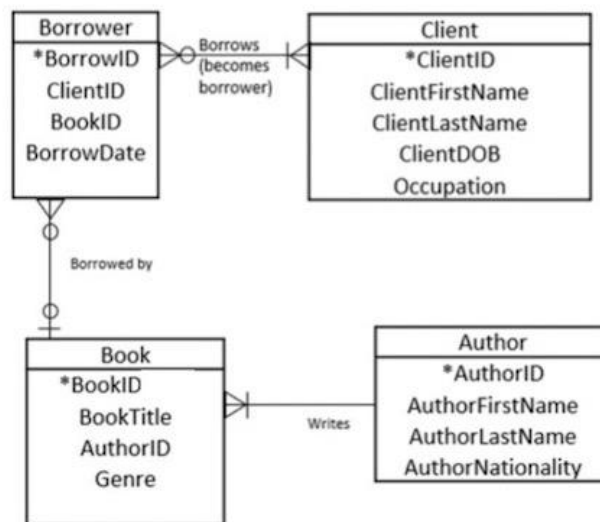 Borrower
*BorrowID
ClientID
BookID
BorrowDate
Borrows
(becomes
borrower)
Client
*ClientID
ClientFirstName
ClientLastName
ClientDOB
Occupation
Borrowed by
Book
*BookID
BookTitle
AuthorID
Genre
Writes
Author
*AuthorID
AuthorFirstName
AuthorLastName
AuthorNationality